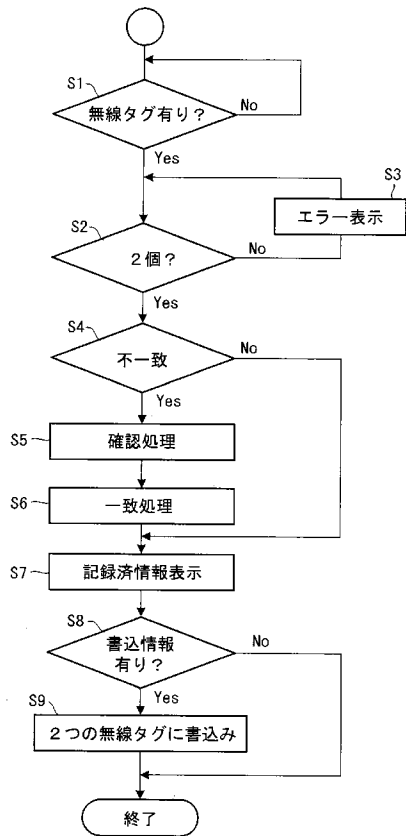 S1
無線タグ有り?
No
Yes
S3
エラー表示
S2
2個?
No
Yes
S4
不一致
No
Yes
S5
確認処理
S6
一致処理
S7
記録済情報表示
S8
書込情報
有り?
No
Yes
S9
2つの無線タグに書込み
終了